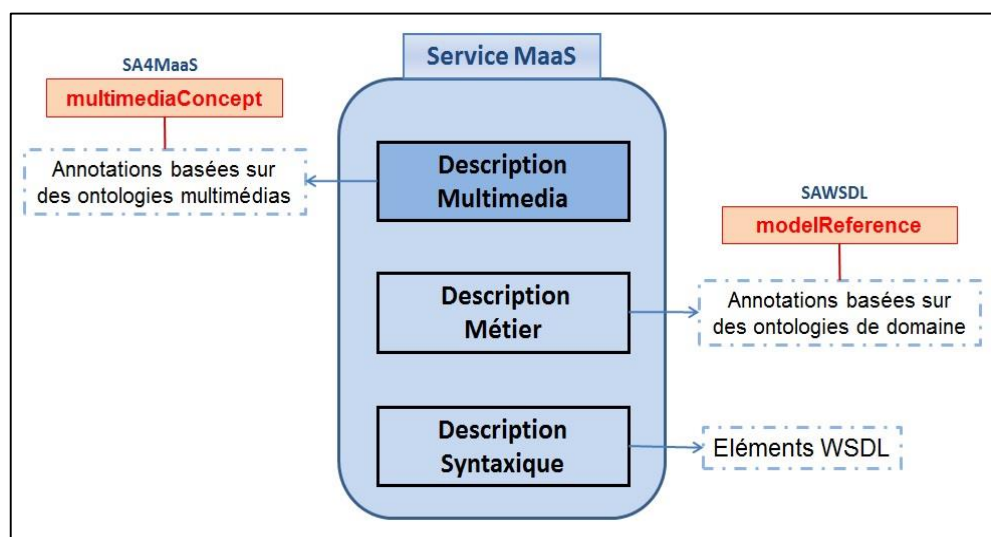 Service MaaS
SA4MaaS
multimediaConcept
Annotations basées sur
des ontologies multimédias
Description
Multimedia
SAWSDL
modelReference
Annotations basées sur
des ontologies de domaine
Description
Métier
Description
Syntaxique
Eléments WSDL